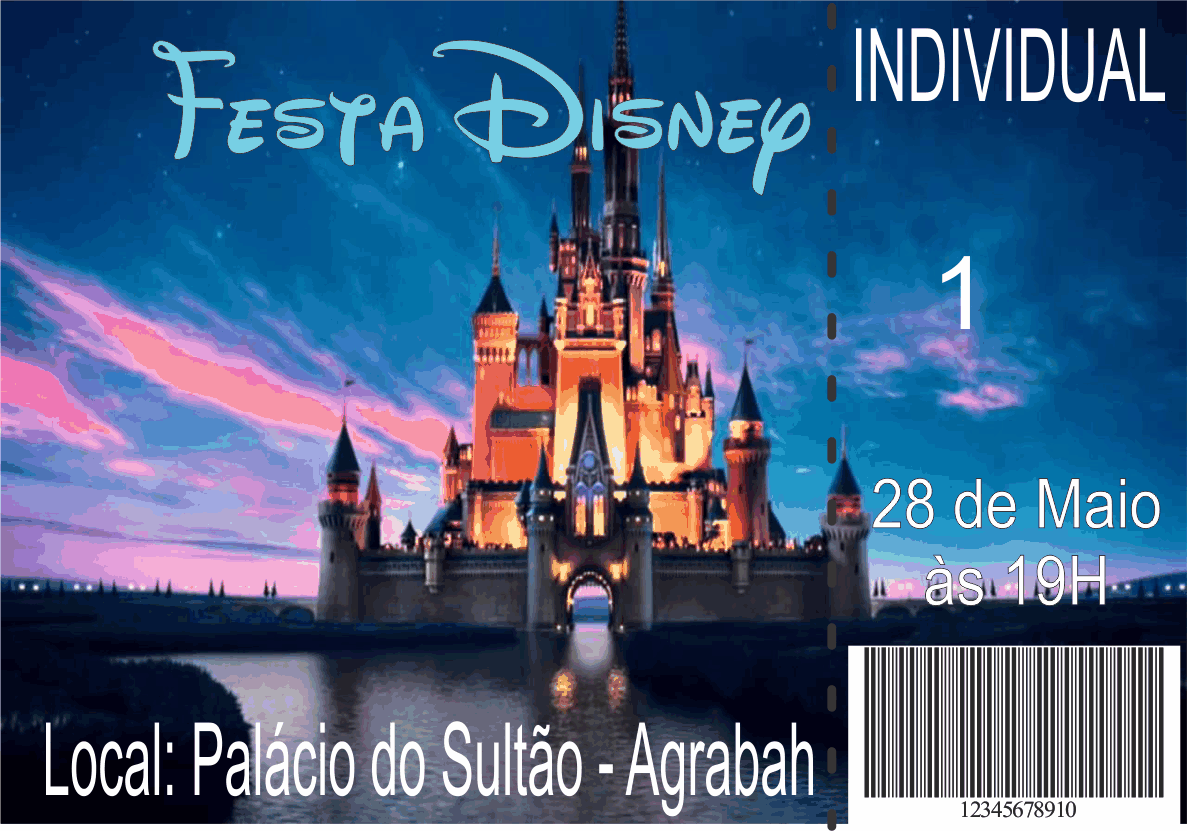 Festa Disney
INDIVIDUAL
1
28 de Maio
às 19H
Local: Palácio do Sultão - Agrabah
12345678910